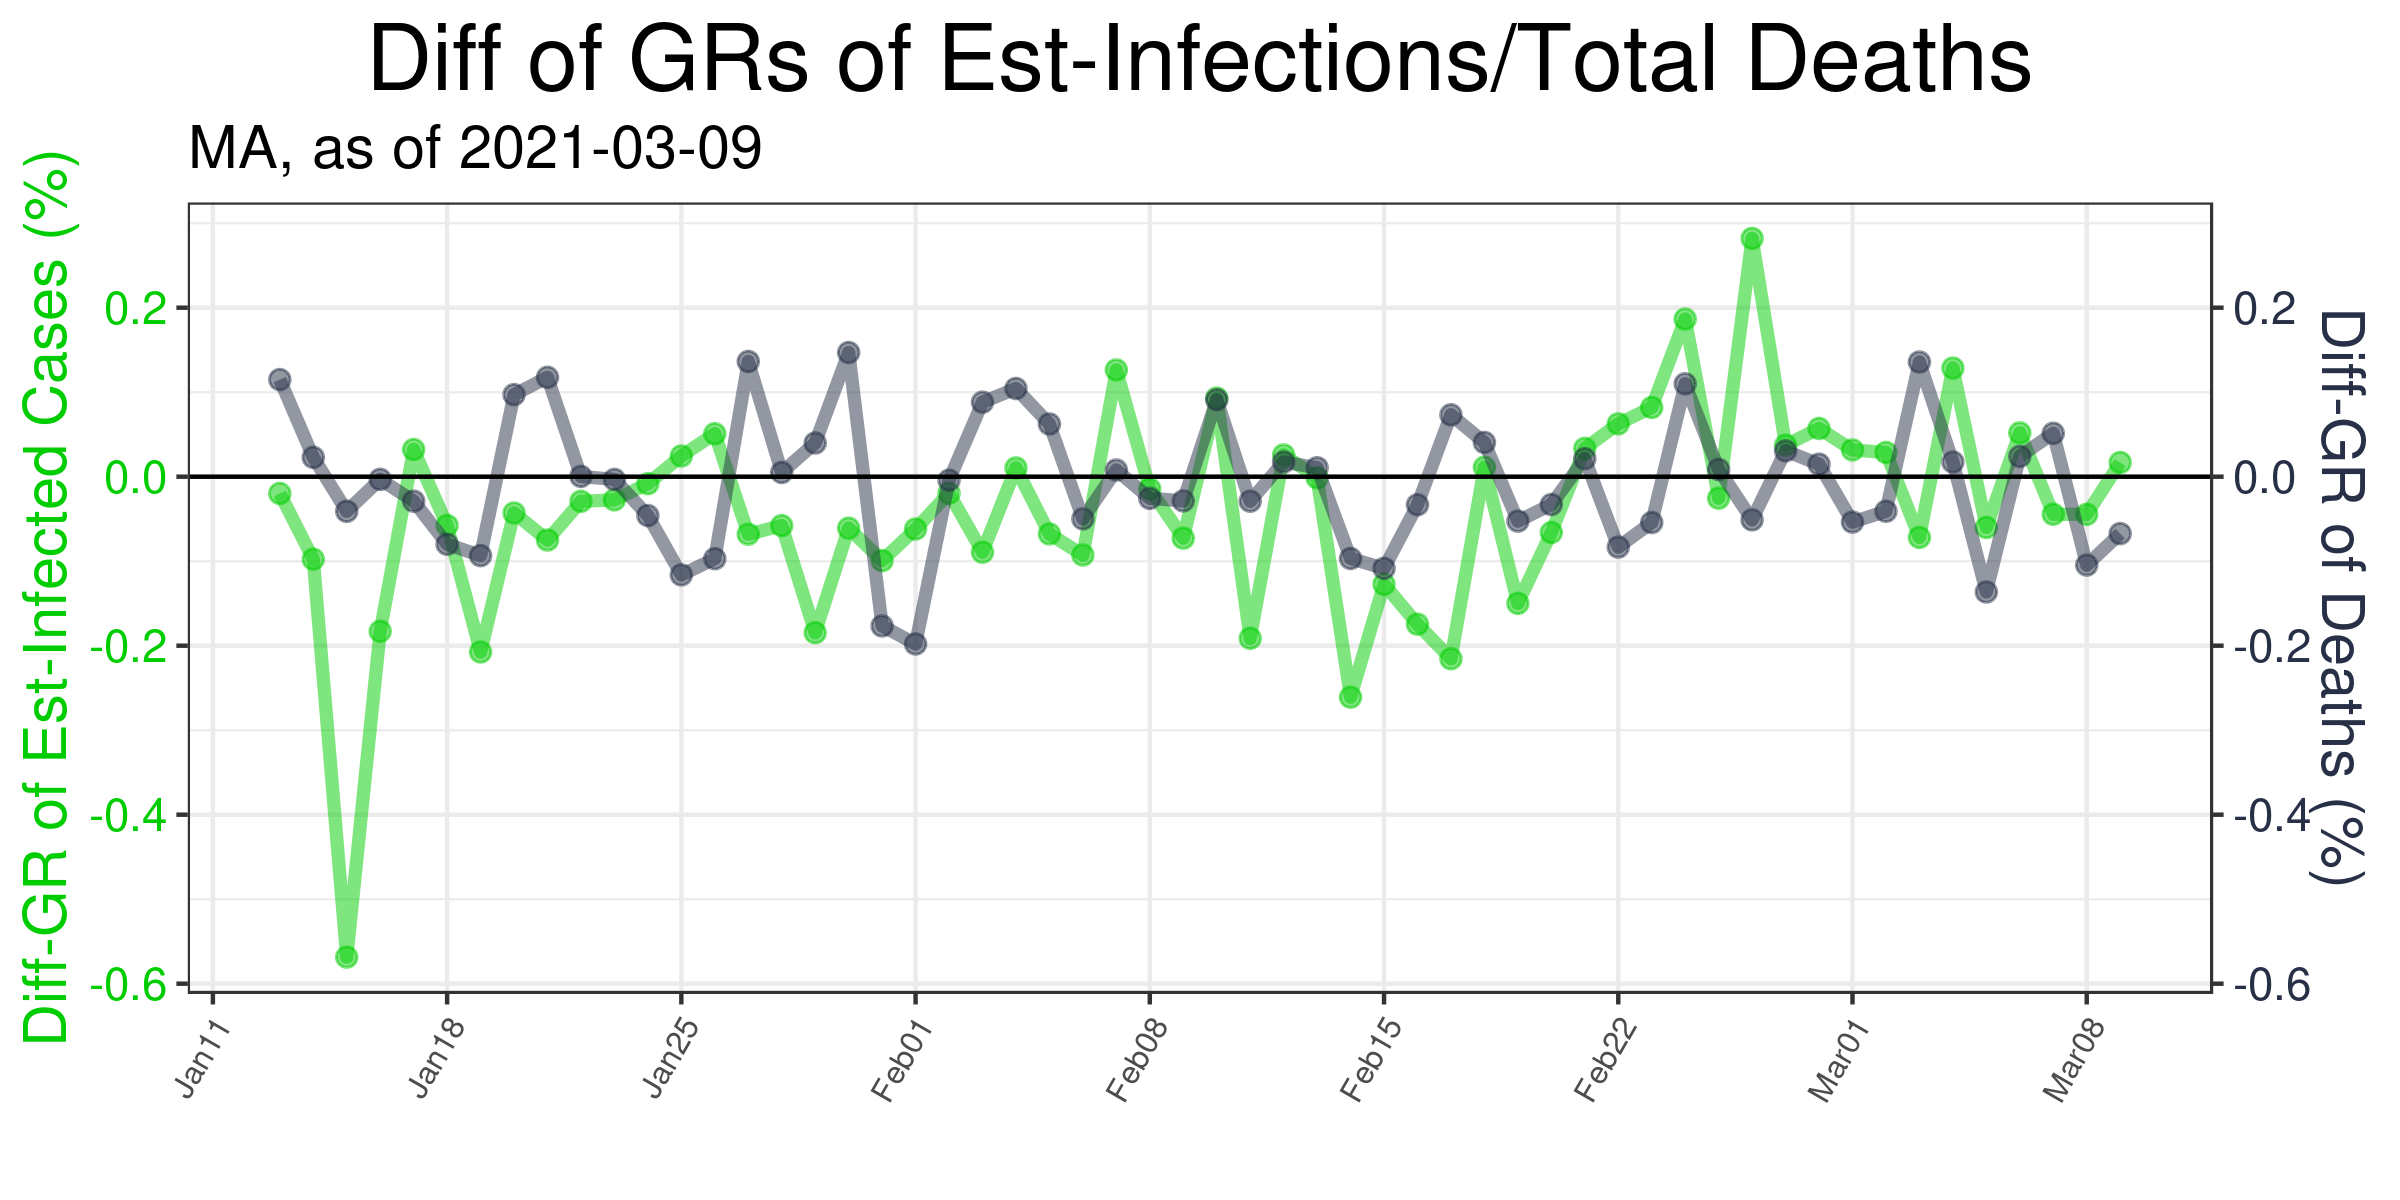 Diff of GRs of Est-Infections/Total Deaths
MA, as of 2021-03-09
Diff-GR of Est-Infected Cases (%)
0.2
0.0
-0.2
-0.4
-0.6
0.2
0.0
-0.2
-0.4
-0.6
Diff-GR of Deaths (%)
Jan11
Jan18
Jan25
Feb01
Feb08
Feb15
Feb22
Mar01
Mar08